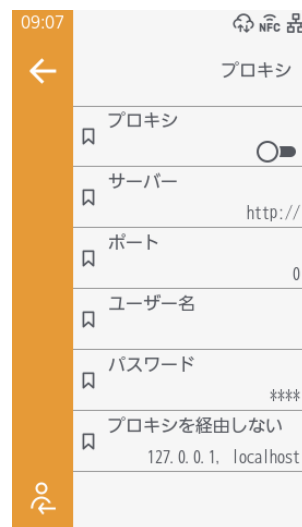 09:07
NFC
プロキシ
プロキシ
サーバー
http://
ポート
0
ユーザー名
パスワード
****
プロキシを経由しない
127.0.0.1, localhost